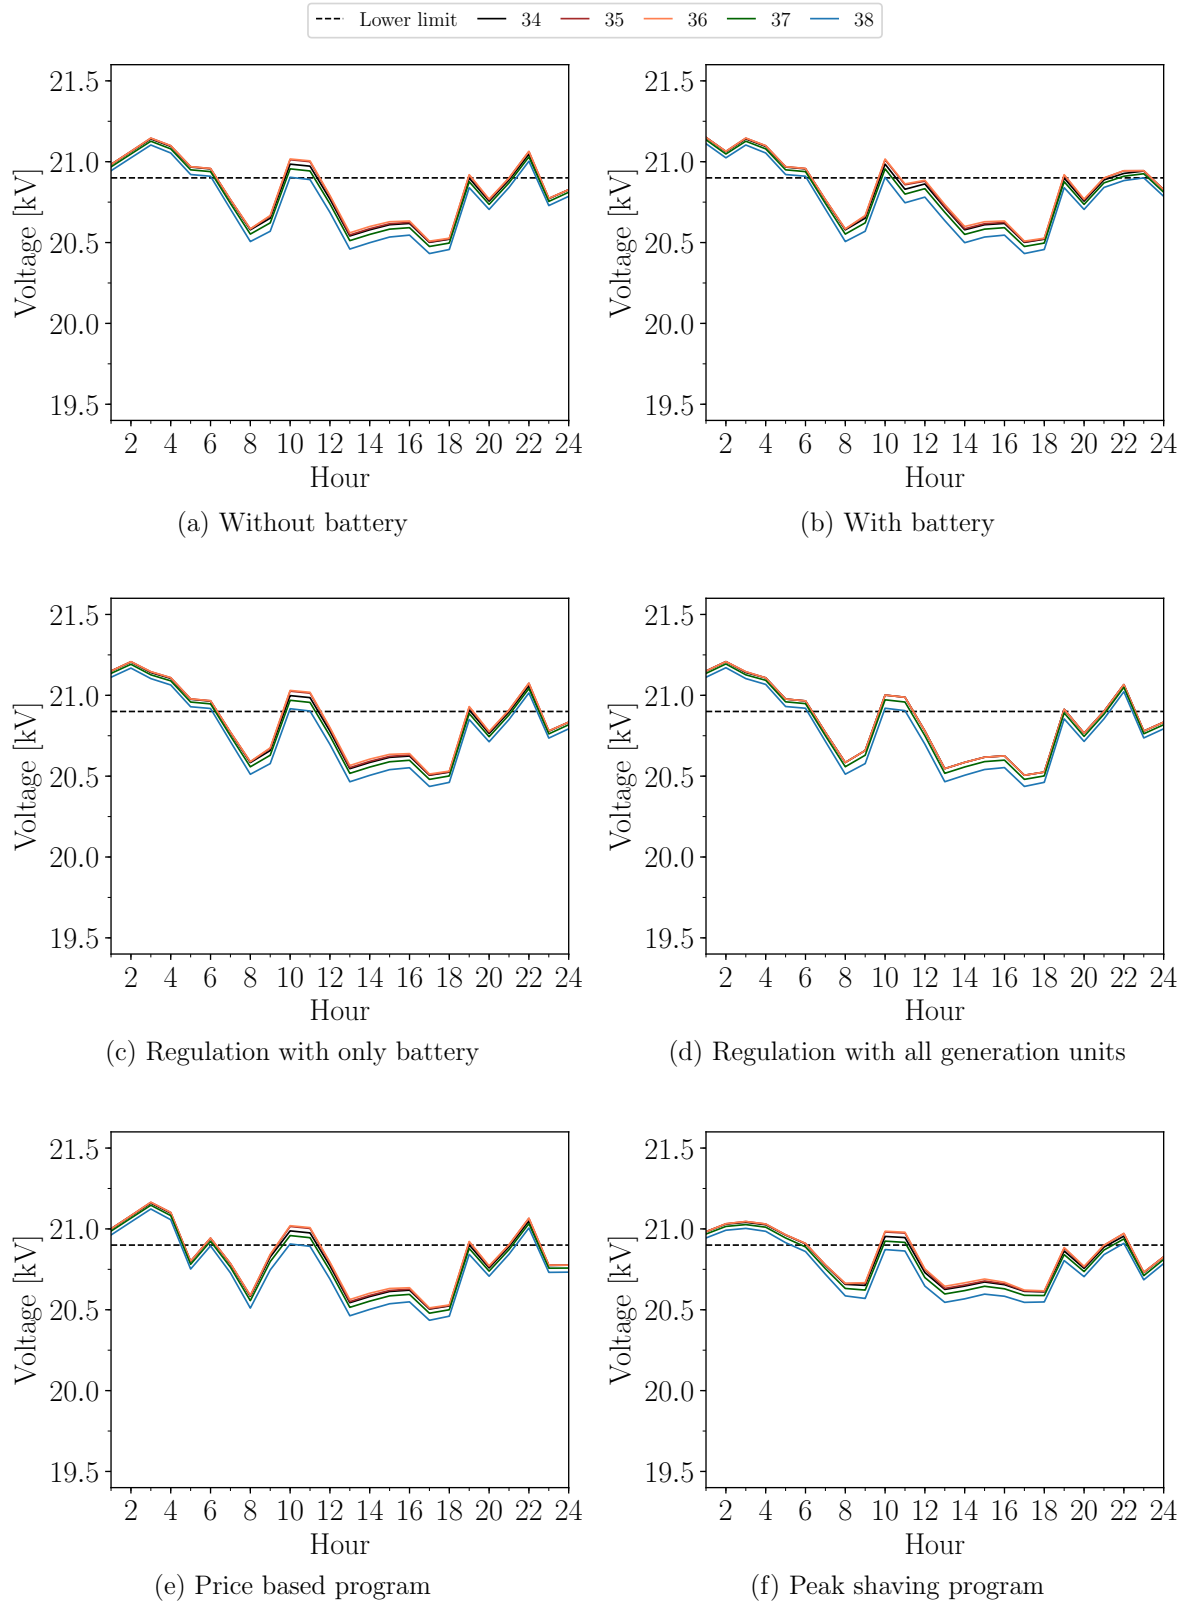 Lower limit 34 35 36 37 38
21.5 21.0 20.5 20.0 19.5
Voltage [kV]
2 4 6 8 10 12 14 16 18 20 22 24
Hour
(a) Without battery
21.5 21.0 20.5 20.0 19.5
Voltage [kV]
2 4 6 8 10 12 14 16 18 20 22 24
Hour
(b) With battery
21.5 21.0 20.5 20.0 19.5
Voltage [kV]
2 4 6 8 10 12 14 16 18 20 22 24
Hour
(c) Regulation with only battery
21.5 21.0 20.5 20.0 19.5
Voltage [kV]
2 4 6 8 10 12 14 16 18 20 22 24
Hour
(d) Regulation with all generation units
21.5 21.0 20.5 20.0 19.5
Voltage [kV]
2 4 6 8 10 12 14 16 18 20 22 24
Hour
(e) Price based program
21.5 21.0 20.5 20.0 19.5
Voltage [kV]
2 4 6 8 10 12 14 16 18 20 22 24
Hour
(f) Peak shaving program